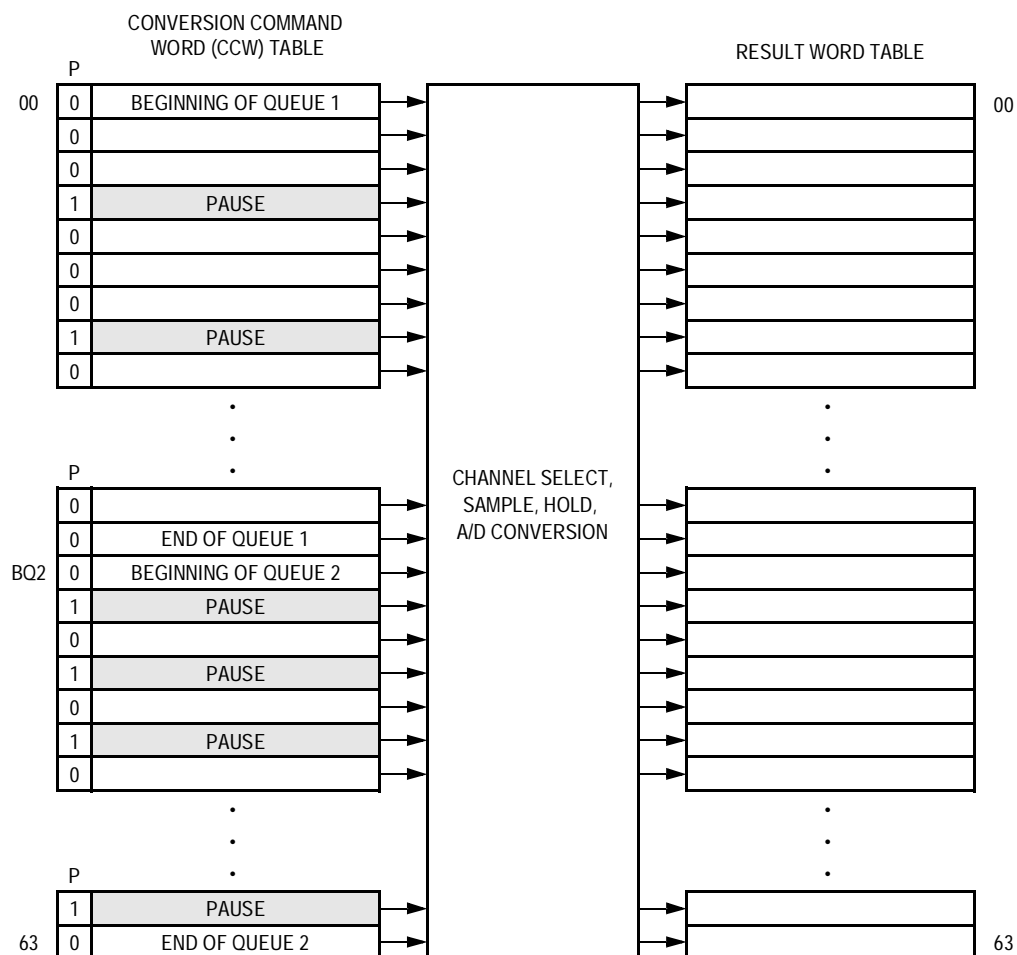 CONVERSION COMMAND
WORD (CCW) TABLE
RESULT WORD TABLE
P
00 0 BEGINNING OF QUEUE 1 00
0
0
1 PAUSE
0
0
0
1 PAUSE
0
P
0
0 END OF QUEUE 1
BQ2 0 BEGINNING OF QUEUE 2
1 PAUSE
0
1 PAUSE
0
1 PAUSE
0
CHANNEL SELECT,
SAMPLE, HOLD,
A/D CONVERSION
P
1 PAUSE
63 0 END OF QUEUE 2 63